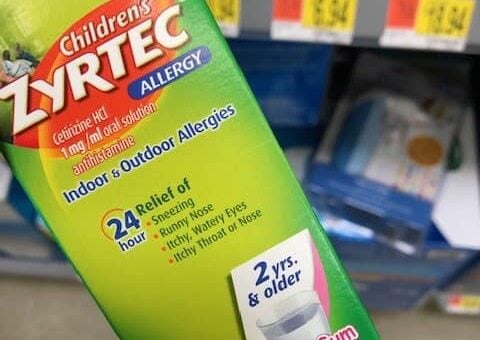 Children's
ZYRTEC
ALLERGY
Cetirizine HCl
1 mg/ml oral solution
antihistamine
Indoor & Outdoor Allergies
24
hour
Relief of
• Sneezing
• Runny Nose
• Itchy, Watery Eyes
• Itchy Throat or Nose
2 yrs.
& older
Gum